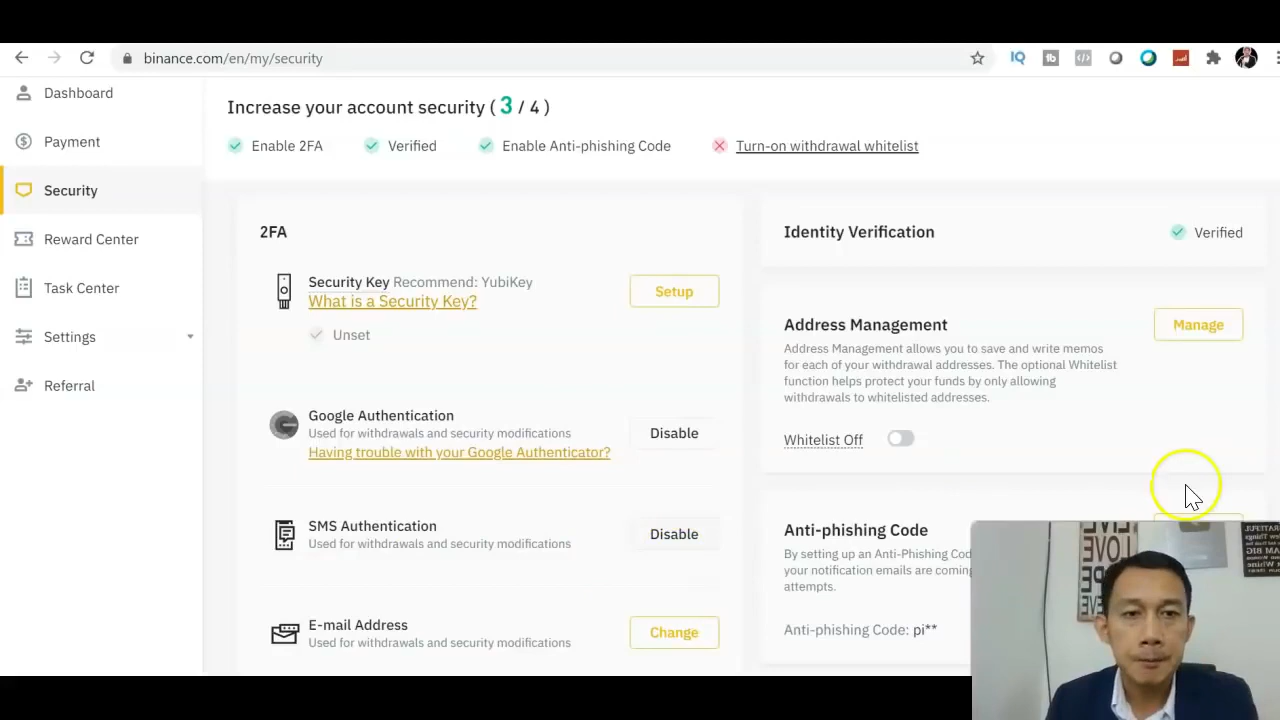 binance.com/en/my/security
Dashboard
Payment
Security
Reward Center
Task Center
Settings
Referral
Increase your account security ( 3 / 4 )
Enable 2FA
Verified
Enable Anti-phishing Code
Turn-on withdrawal whitelist
2FA
Security Key Recommend: YubiKey
What is a Security Key?
Unset
Setup
Google Authentication
Used for withdrawals and security modifications
Having trouble with your Google Authenticator?
Disable
SMS Authentication
Used for withdrawals and security modifications
Disable
E-mail Address
Used for withdrawals and security modifications
Change
Identity Verification
Verified
Address Management
Manage
Address Management allows you to save and write memos
for each of your withdrawal addresses. The optional Whitelist
function helps protect your funds by only allowing
withdrawals to whitelisted addresses.
Whitelist Off
Anti-phishing Code
By setting up an Anti-Phishing Cod
your notification emails are coming
attempts.
Anti-phishing Code: pi**
LIVE
LOVE